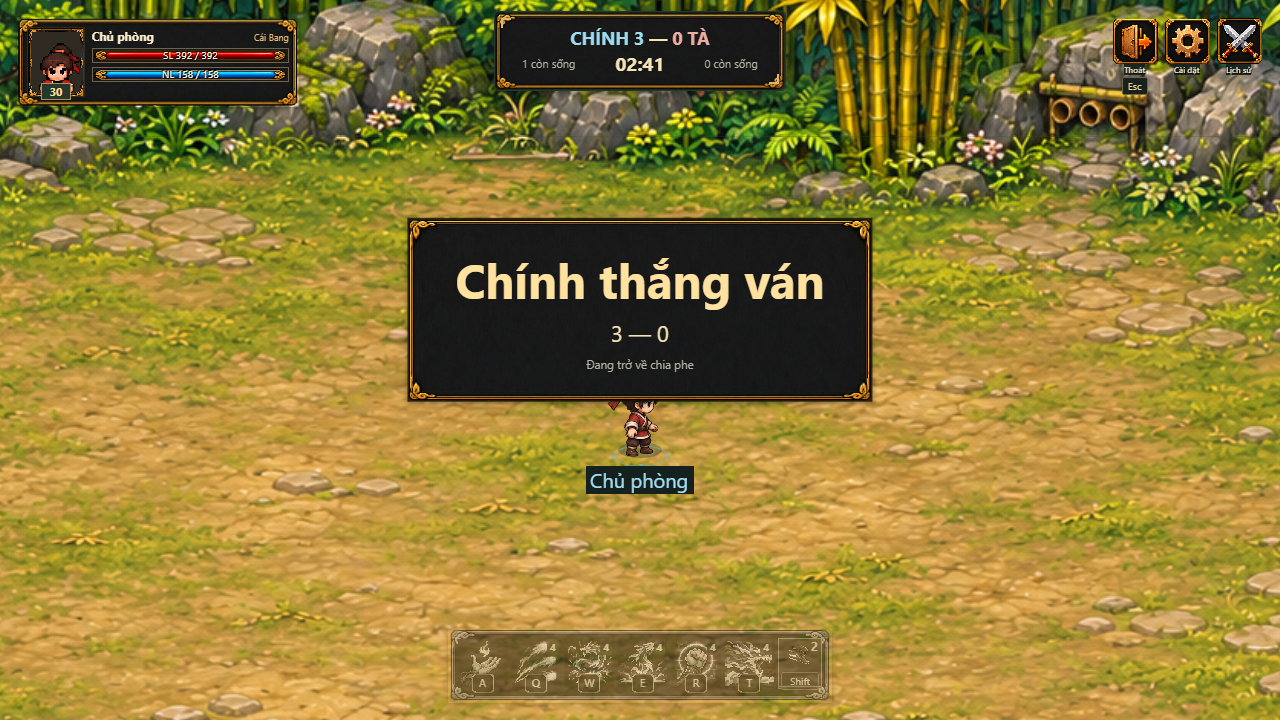 Chủ phòng
Cái Bang
SL 392 / 392
NL 158 / 158
30
CHÍNH 3 — 0 TÀ
1 còn sống
02:41
0 còn sống
Thoát
Cài đặt
Lịch sử
Esc
Chính thắng ván
3 — 0
Đang trở về chia phe
Chủ phòng
4 4 4 4 4 2
A Q W E R T Shift